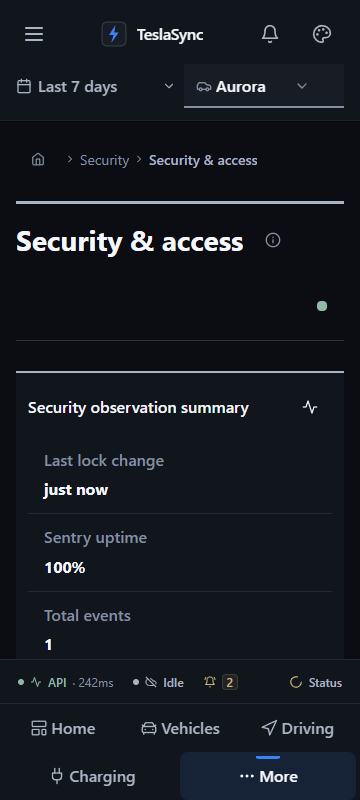 TeslaSync
Last 7 days
Aurora
Security
Security & access
Security & access
Security observation summary
Last lock change
just now
Sentry uptime
100%
Total events
1
API · 242ms
Idle
2
Status
Home
Vehicles
Driving
Charging
More